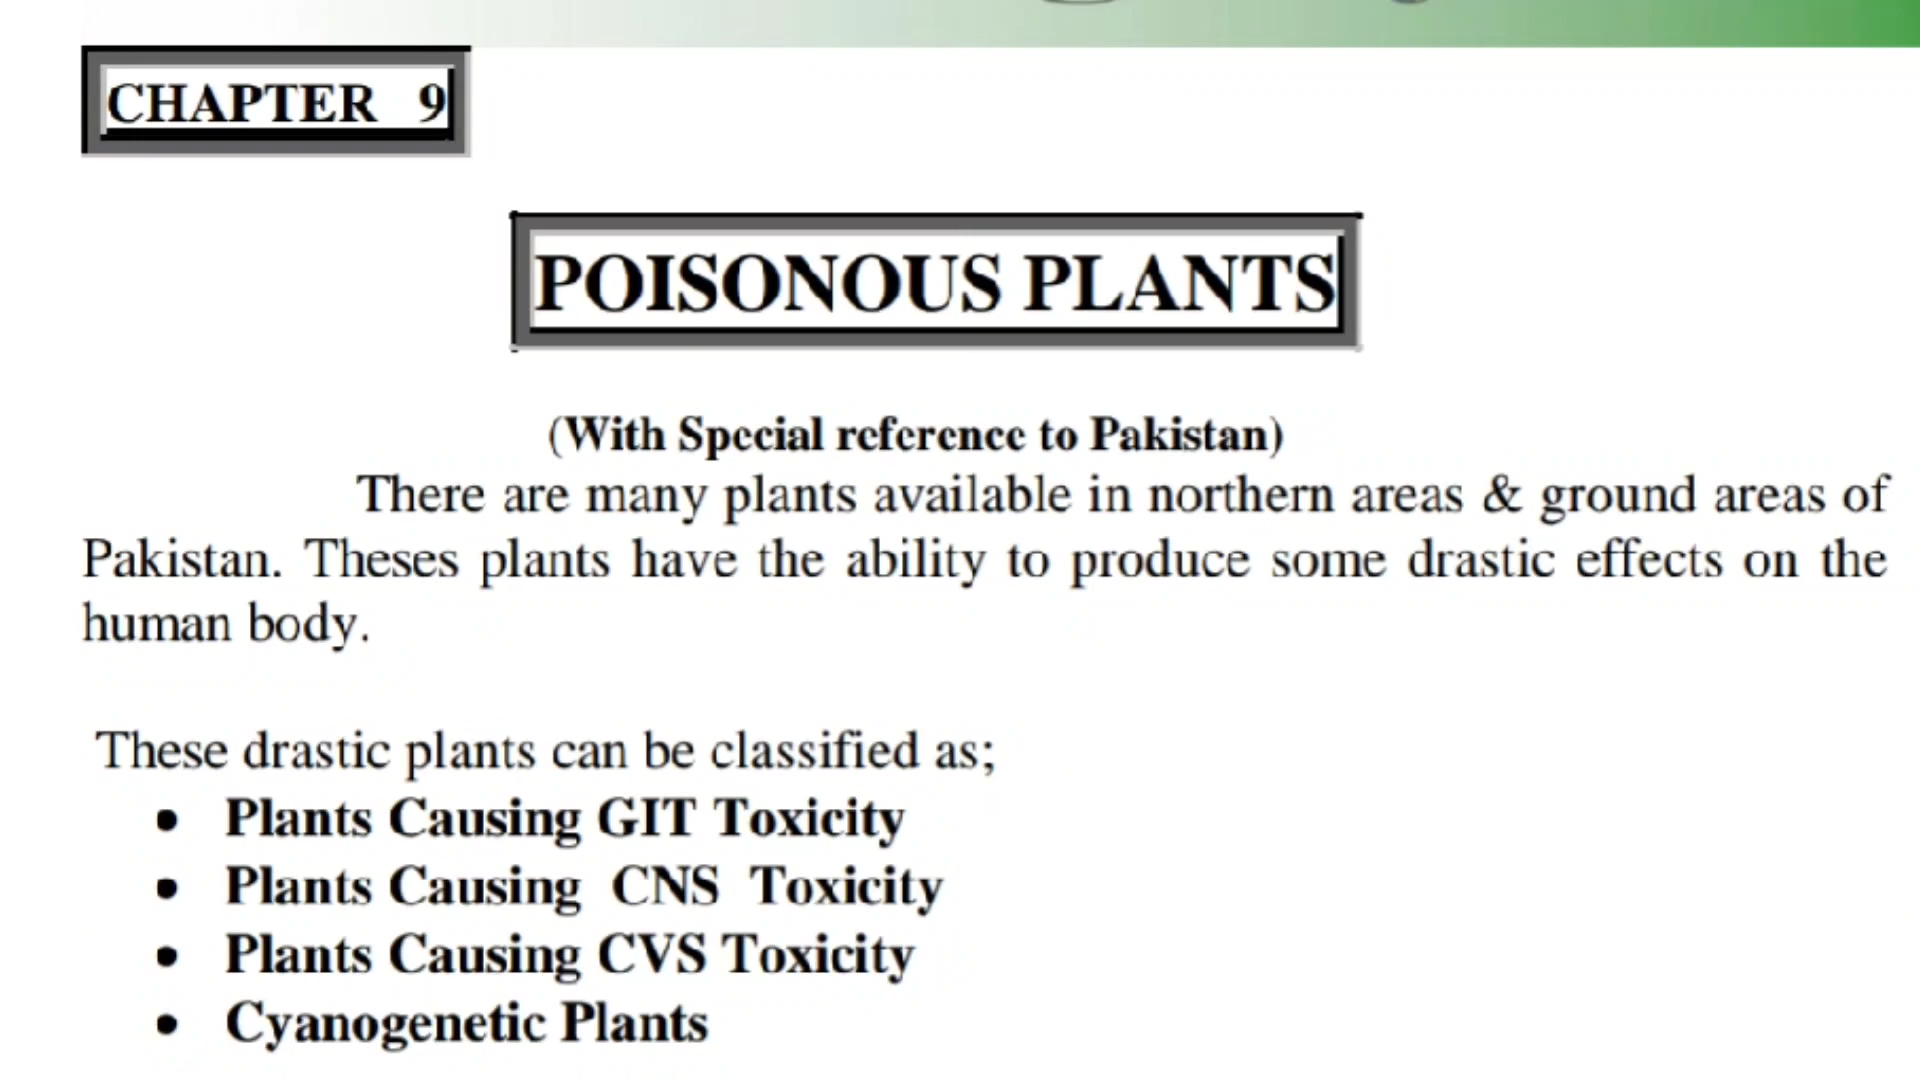 CHAPTER 9
POISONOUS PLANTS
(With Special reference to Pakistan)
There are many plants available in northern areas & ground areas of
Pakistan. Theses plants have the ability to produce some drastic effects on the
human body.
These drastic plants can be classified as;
• Plants Causing GIT Toxicity
• Plants Causing CNS Toxicity
• Plants Causing CVS Toxicity
• Cyanogenetic Plants